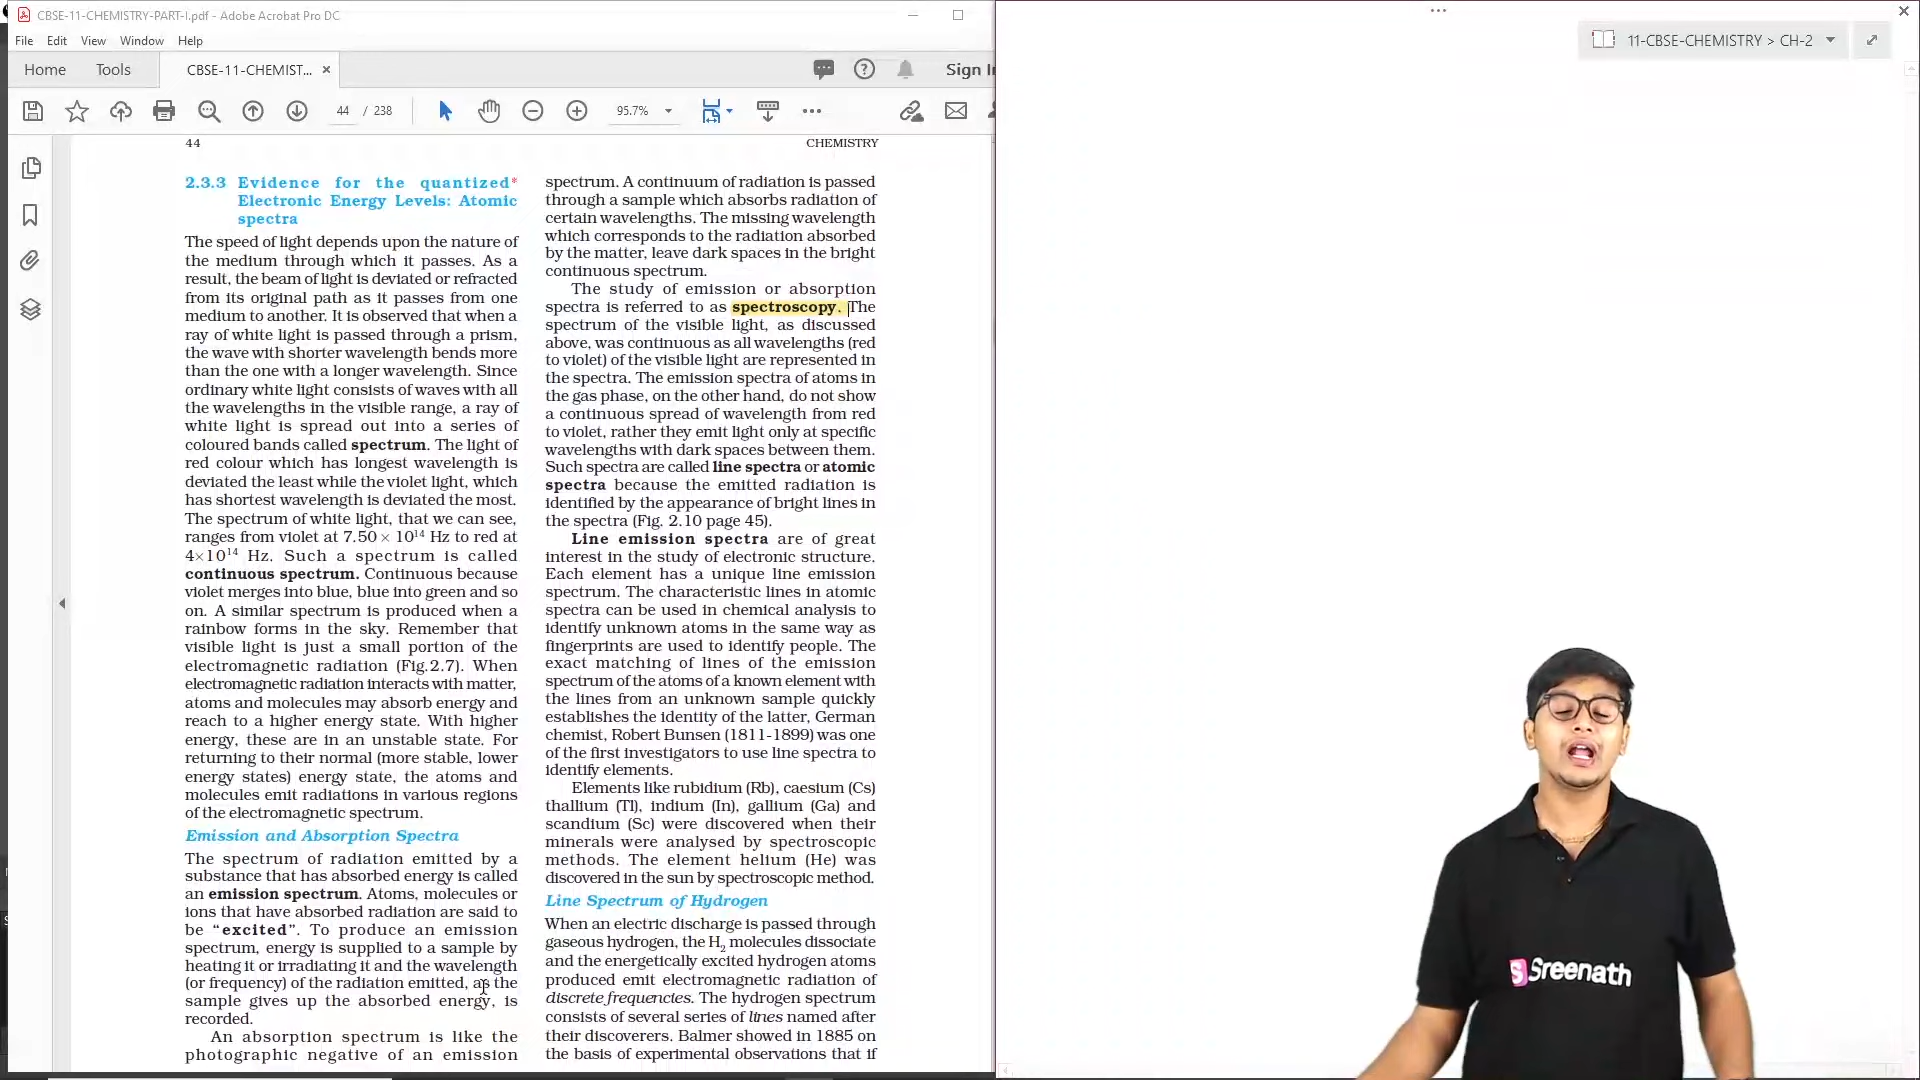 CBSE-11-CHEMISTRY-PART-I.pdf - Adobe Acrobat Pro DC
File Edit View Window Help
Home Tools CBSE-11-CHEMIST... × Sign I
44 / 238 95.7%
11-CBSE-CHEMISTRY > CH-2
44 CHEMISTRY
2.3.3 Evidence for the quantized*
Electronic Energy Levels: Atomic
spectra
The speed of light depends upon the nature of
the medium through which it passes. As a
result, the beam of light is deviated or refracted
from its original path as it passes from one
medium to another. It is observed that when a
ray of white light is passed through a prism,
the wave with shorter wavelength bends more
than the one with a longer wavelength. Since
ordinary white light consists of waves with all
the wavelengths in the visible range, a ray of
white light is spread out into a series of
coloured bands called spectrum. The light of
red colour which has longest wavelength is
deviated the least while the violet light, which
has shortest wavelength is deviated the most.
The spectrum of white light, that we can see,
ranges from violet at 7.50 × 10¹⁴ Hz to red at
4×10¹⁴ Hz. Such a spectrum is called
continuous spectrum. Continuous because
violet merges into blue, blue into green and so
on. A similar spectrum is produced when a
rainbow forms in the sky. Remember that
visible light is just a small portion of the
electromagnetic radiation (Fig.2.7). When
electromagnetic radiation interacts with matter,
atoms and molecules may absorb energy and
reach to a higher energy state. With higher
energy, these are in an unstable state. For
returning to their normal (more stable, lower
energy states) energy state, the atoms and
molecules emit radiations in various regions
of the electromagnetic spectrum.
Emission and Absorption Spectra
The spectrum of radiation emitted by a
substance that has absorbed energy is called
an emission spectrum. Atoms, molecules or
ions that have absorbed radiation are said to
be “excited”. To produce an emission
spectrum, energy is supplied to a sample by
heating it or irradiating it and the wavelength
(or frequency) of the radiation emitted, as the
sample gives up the absorbed energy, is
recorded.
An absorption spectrum is like the
photographic negative of an emission
spectrum. A continuum of radiation is passed
through a sample which absorbs radiation of
certain wavelengths. The missing wavelength
which corresponds to the radiation absorbed
by the matter, leave dark spaces in the bright
continuous spectrum.
The study of emission or absorption
spectra is referred to as spectroscopy. The
spectrum of the visible light, as discussed
above, was continuous as all wavelengths (red
to violet) of the visible light are represented in
the spectra. The emission spectra of atoms in
the gas phase, on the other hand, do not show
a continuous spread of wavelength from red
to violet, rather they emit light only at specific
wavelengths with dark spaces between them.
Such spectra are called line spectra or atomic
spectra because the emitted radiation is
identified by the appearance of bright lines in
the spectra (Fig. 2.10 page 45).
Line emission spectra are of great
interest in the study of electronic structure.
Each element has a unique line emission
spectrum. The characteristic lines in atomic
spectra can be used in chemical analysis to
identify unknown atoms in the same way as
fingerprints are used to identify people. The
exact matching of lines of the emission
spectrum of the atoms of a known element with
the lines from an unknown sample quickly
establishes the identity of the latter, German
chemist, Robert Bunsen (1811-1899) was one
of the first investigators to use line spectra to
identify elements.
Elements like rubidium (Rb), caesium (Cs)
thallium (Tl), indium (In), gallium (Ga) and
scandium (Sc) were discovered when their
minerals were analysed by spectroscopic
methods. The element helium (He) was
discovered in the sun by spectroscopic method.
Line Spectrum of Hydrogen
When an electric discharge is passed through
gaseous hydrogen, the H₂ molecules dissociate
and the energetically excited hydrogen atoms
produced emit electromagnetic radiation of
discrete frequencies. The hydrogen spectrum
consists of several series of lines named after
their discoverers. Balmer showed in 1885 on
the basis of experimental observations that if
Sreenath